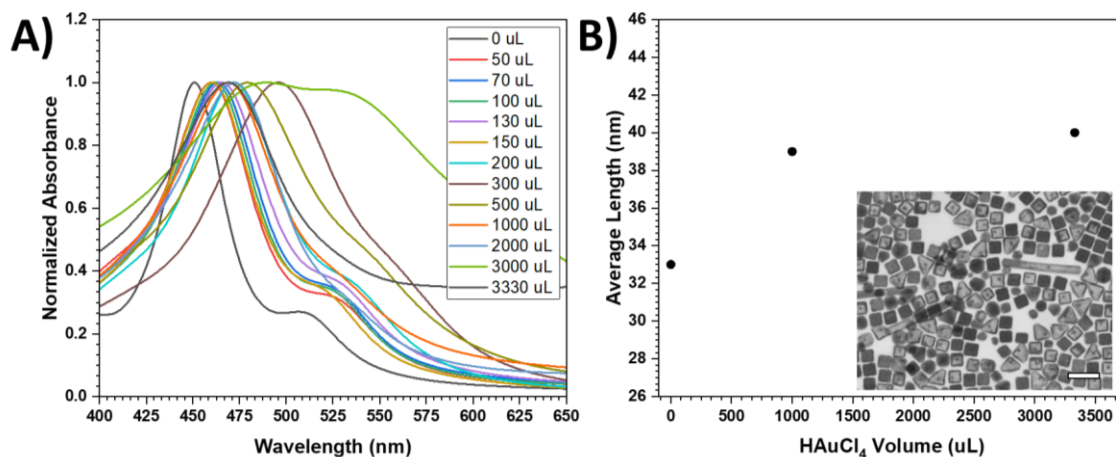 A)
1.2
1.0
0.8
0.6
0.4
0.2
0.0
Normalized Absorbance
400 425 450 475 500 525 550 575 600 625 650
Wavelength (nm)
0 uL
50 uL
70 uL
100 uL
130 uL
150 uL
200 uL
300 uL
500 uL
1000 uL
2000 uL
3000 uL
3330 uL
B)
46
44
42
40
38
36
34
32
30
28
26
Average Length (nm)
0 500 1000 1500 2000 2500 3000 3500
HAuCl₄ Volume (uL)